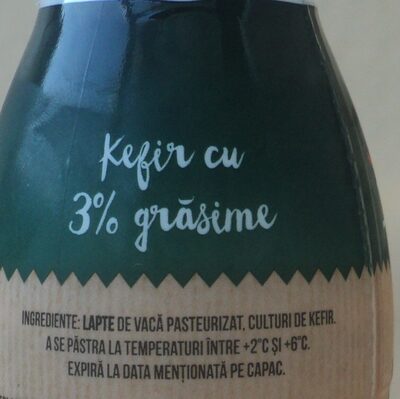 Kefir cu
3% grăsime
INGREDIENTE: LAPTE DE VACĂ PASTEURIZAT, CULTURI DE KEFIR.
A SE PĂSTRA LA TEMPERATURI ÎNTRE +2°C ȘI +6°C.
EXPIRĂ LA DATA MENȚIONATĂ PE CAPAC.